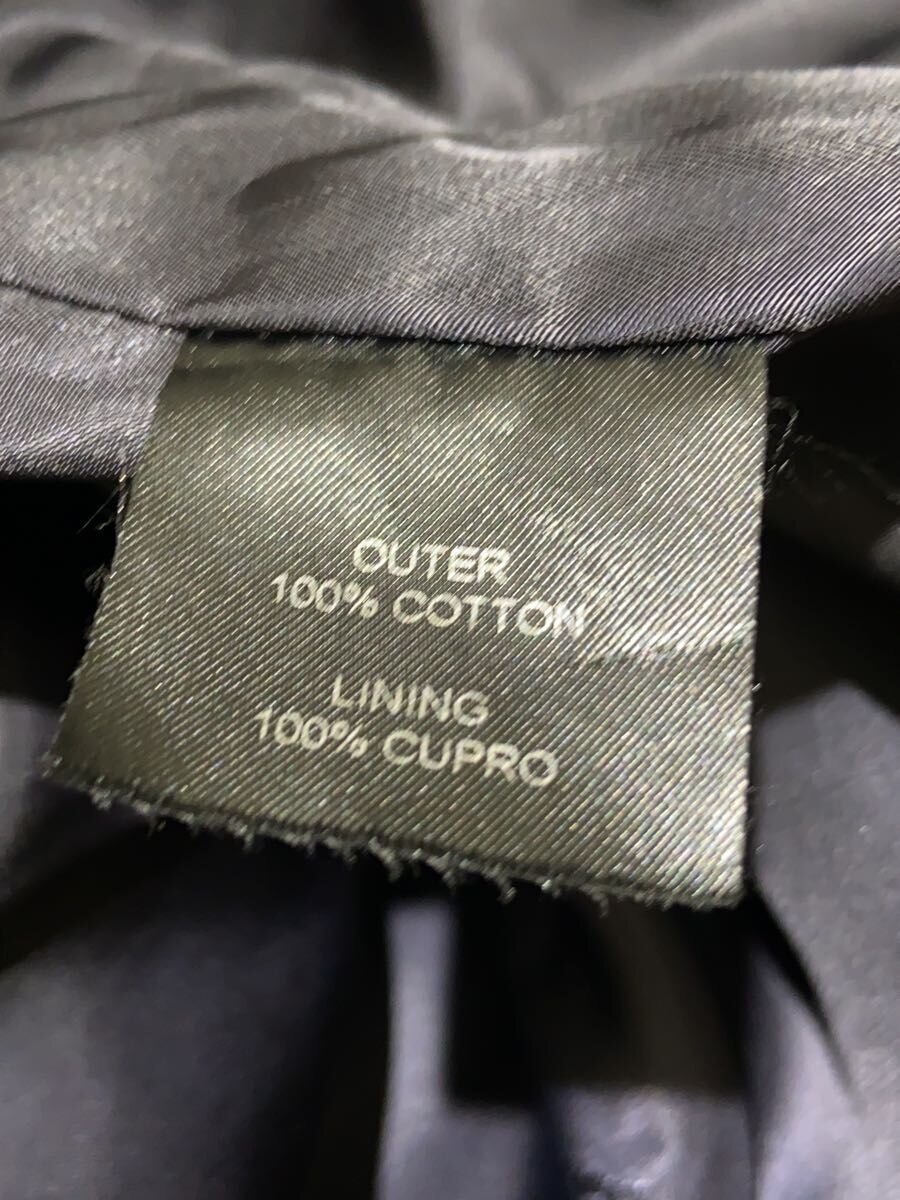 OUTER
100% COTTON
LINING
100% CUPRO